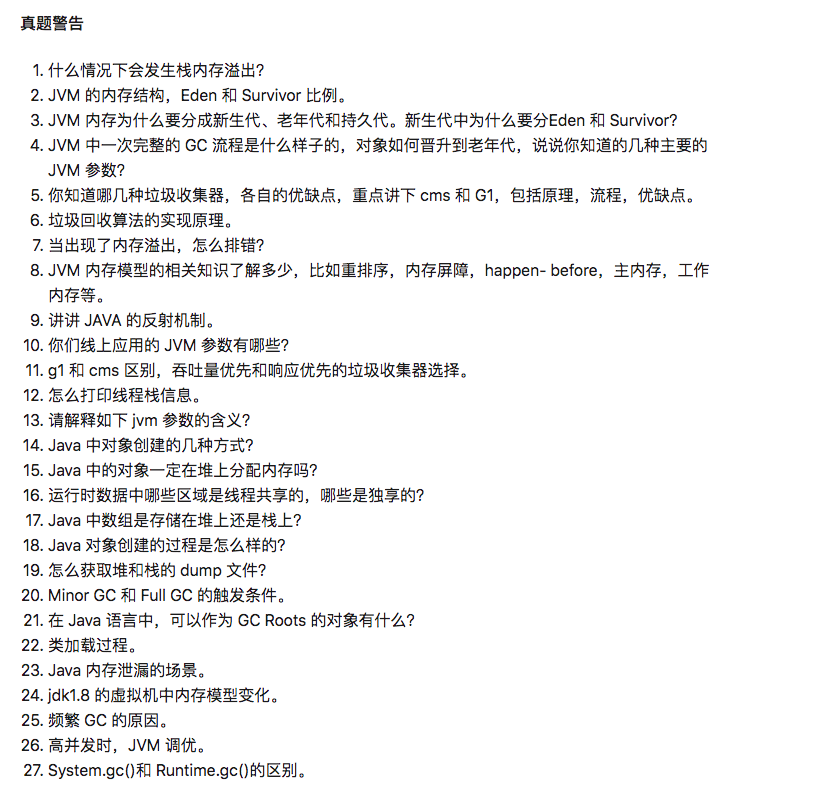 真题警告
1. 什么情况下会发生栈内存溢出?
2. JVM 的内存结构，Eden 和 Survivor 比例。
3. JVM 内存为什么要分成新生代、老年代和持久代。新生代中为什么要分Eden 和 Survivor?
4. JVM 中一次完整的 GC 流程是什么样子的，对象如何晋升到老年代，说说你知道的几种主要的
JVM 参数?
5. 你知道哪几种垃圾收集器，各自的优缺点，重点讲下 cms 和 G1，包括原理，流程，优缺点。
6. 垃圾回收算法的实现原理。
7. 当出现了内存溢出，怎么排错?
8. JVM 内存模型的相关知识了解多少，比如重排序，内存屏障，happen- before，主内存，工作
内存等。
9. 讲讲 JAVA 的反射机制。
10. 你们线上应用的 JVM 参数有哪些?
11. g1 和 cms 区别，吞吐量优先和响应优先的垃圾收集器选择。
12. 怎么打印线程栈信息。
13. 请解释如下 jvm 参数的含义?
14. Java 中对象创建的几种方式?
15. Java 中的对象一定在堆上分配内存吗?
16. 运行时数据中哪些区域是线程共享的，哪些是独享的?
17. Java 中数组是存储在堆上还是栈上?
18. Java 对象创建的过程是怎么样的?
19. 怎么获取堆和栈的 dump 文件?
20. Minor GC 和 Full GC 的触发条件。
21. 在 Java 语言中，可以作为 GC Roots 的对象有什么?
22. 类加载过程。
23. Java 内存泄漏的场景。
24. jdk1.8 的虚拟机中内存模型变化。
25. 频繁 GC 的原因。
26. 高并发时，JVM 调优。
27. System.gc()和 Runtime.gc()的区别。